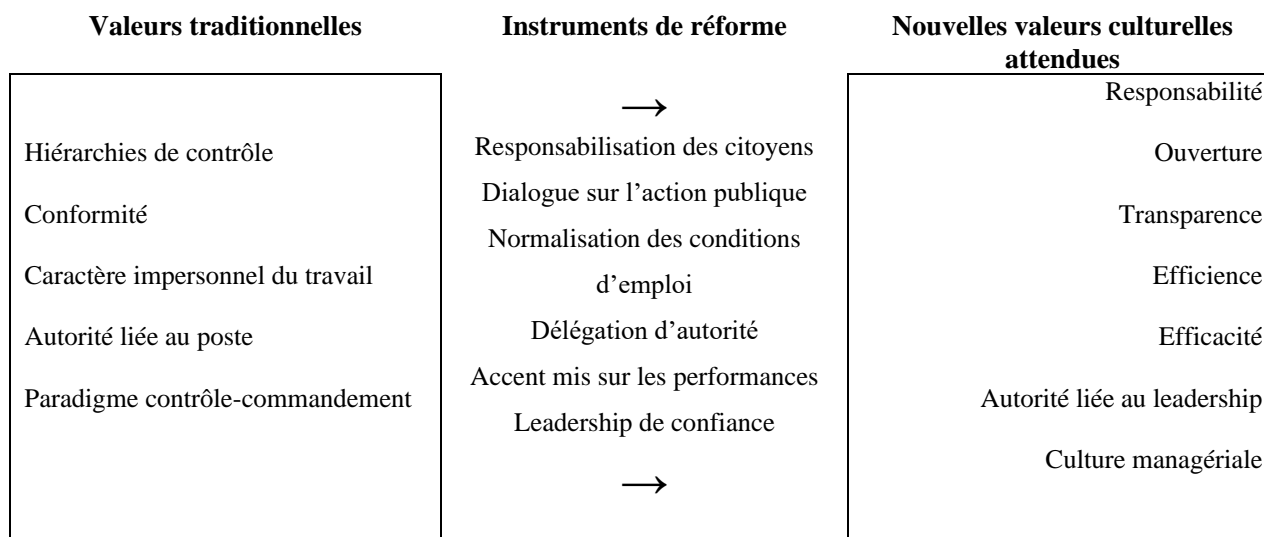 Valeurs traditionnelles
Instruments de réforme
Nouvelles valeurs culturelles
attendues
Hiérarchies de contrôle
Conformité
Caractère impersonnel du travail
Autorité liée au poste
Paradigme contrôle-commandement
→
Responsabilisation des citoyens
Dialogue sur l’action publique
Normalisation des conditions
d’emploi
Délégation d’autorité
Accent mis sur les performances
Leadership de confiance
→
Responsabilité
Ouverture
Transparence
Efficience
Efficacité
Autorité liée au leadership
Culture managériale